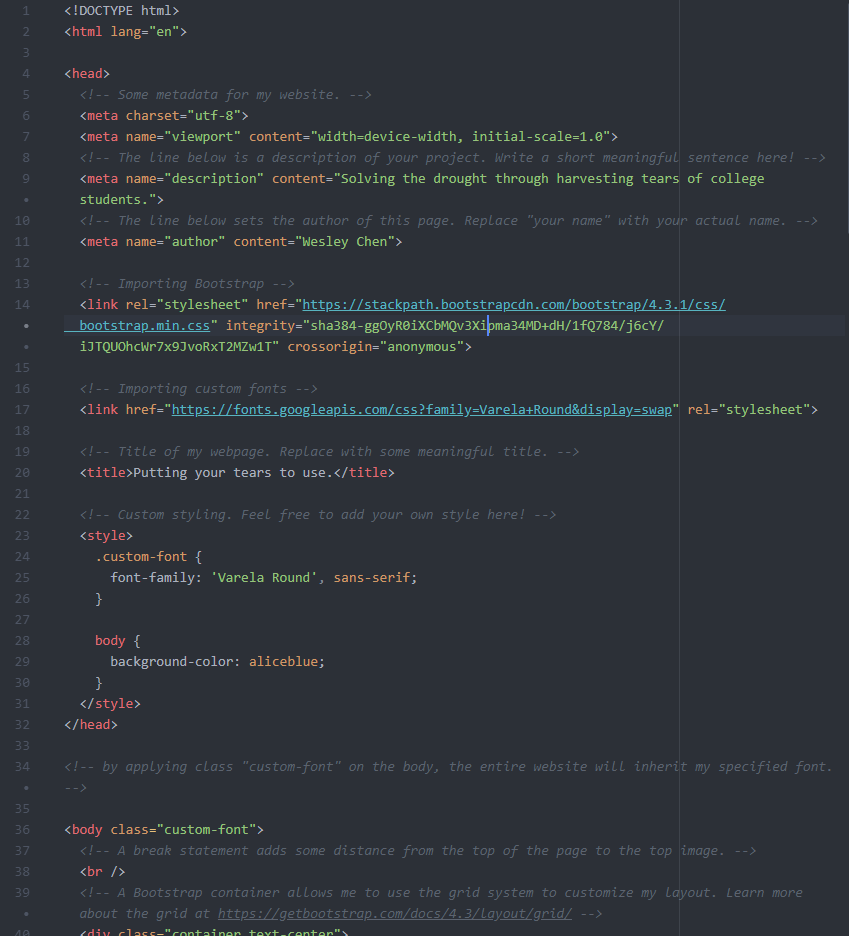 1 <!DOCTYPE html>
2 <html lang="en">
3
4 <head>
5 <!-- Some metadata for my website. -->
6 <meta charset="utf-8">
7 <meta name="viewport" content="width=device-width, initial-scale=1.0">
8 <!-- The line below is a description of your project. Write a short meaningful sentence here! -->
9 <meta name="description" content="Solving the drought through harvesting tears of college
• students.">
10 <!-- The line below sets the author of this page. Replace "your name" with your actual name. -->
11 <meta name="author" content="Wesley Chen">
12
13 <!-- Importing Bootstrap -->
14 <link rel="stylesheet" href="https://stackpath.bootstrapcdn.com/bootstrap/4.3.1/css/
• bootstrap.min.css" integrity="sha384-ggOyR0iXCbMQv3Xipma34MD+dH/1fQ784/j6cY/
• iJTQUOhcWr7x9JvoRxT2MZw1T" crossorigin="anonymous">
15
16 <!-- Importing custom fonts -->
17 <link href="https://fonts.googleapis.com/css?family=Varela+Round&display=swap" rel="stylesheet">
18
19 <!-- Title of my webpage. Replace with some meaningful title. -->
20 <title>Putting your tears to use.</title>
21
22 <!-- Custom styling. Feel free to add your own style here! -->
23 <style>
24 .custom-font {
25 font-family: 'Varela Round', sans-serif;
26 }
27
28 body {
29 background-color: aliceblue;
30 }
31 </style>
32 </head>
33
34 <!-- by applying class "custom-font" on the body, the entire website will inherit my specified font.
• -->
35
36 <body class="custom-font">
37 <!-- A break statement adds some distance from the top of the page to the top image. -->
38 <br />
39 <!-- A Bootstrap container allows me to use the grid system to customize my layout. Learn more
• about the grid at https://getbootstrap.com/docs/4.3/layout/grid/ -->
40 <div class="container text-center">